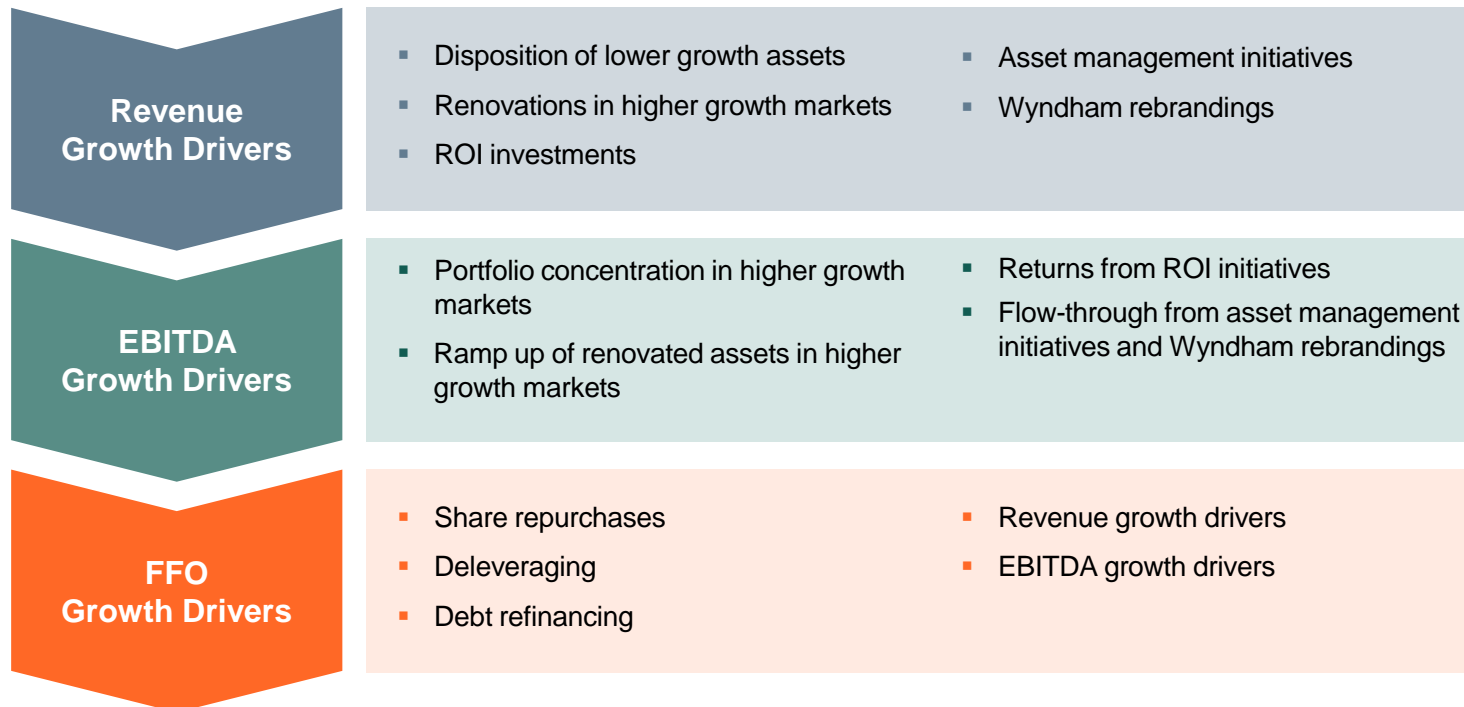 Revenue
Growth Drivers
▪ Disposition of lower growth assets
▪ Renovations in higher growth markets
▪ ROI investments
▪ Asset management initiatives
▪ Wyndham rebrandings
EBITDA
Growth Drivers
▪ Portfolio concentration in higher growth
markets
▪ Ramp up of renovated assets in higher
growth markets
▪ Returns from ROI initiatives
▪ Flow-through from asset management
initiatives and Wyndham rebrandings
FFO
Growth Drivers
▪ Share repurchases
▪ Deleveraging
▪ Debt refinancing
▪ Revenue growth drivers
▪ EBITDA growth drivers